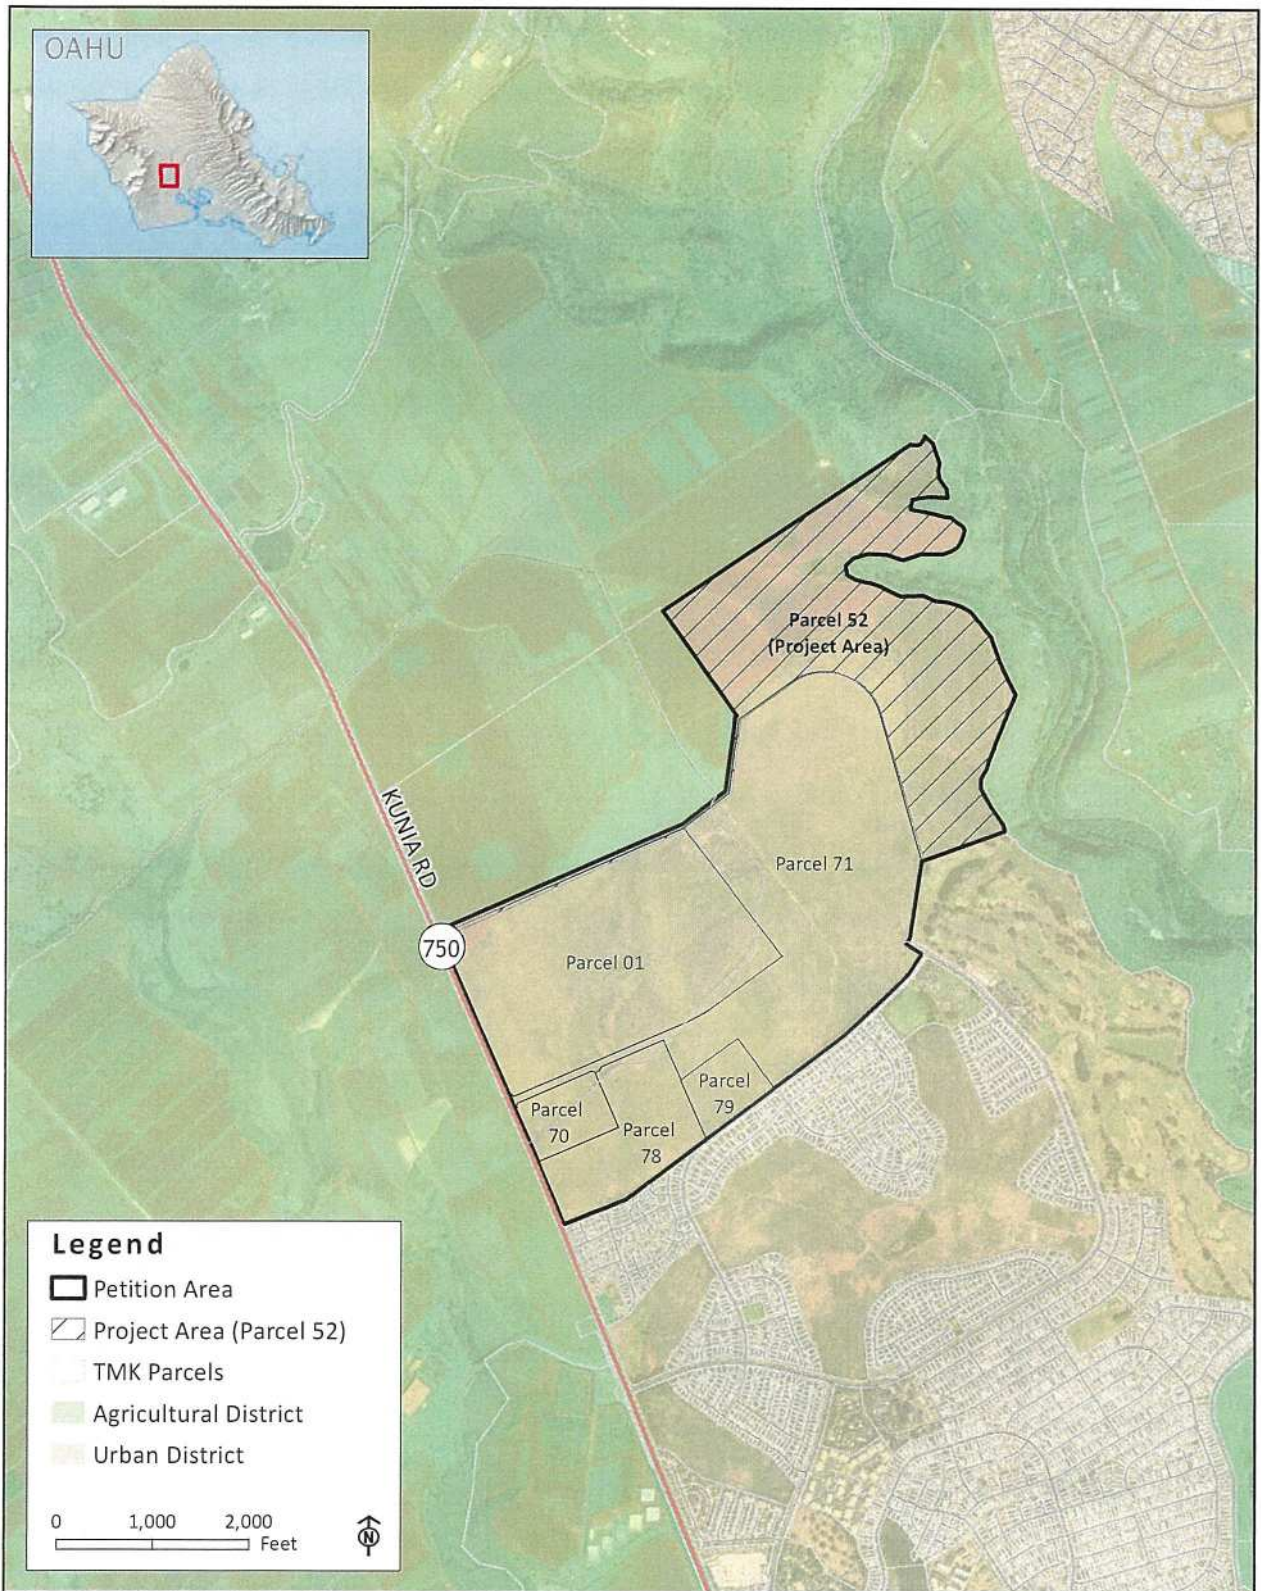 OAHU
Parcel 52
(Project Area)
KUNIA RD
Parcel 71
750
Parcel 01
Parcel
79
Parcel
70
Parcel
78
Legend
Petition Area
Project Area (Parcel 52)
TMK Parcels
Agricultural District
Urban District
0 1,000 2,000
Feet
N